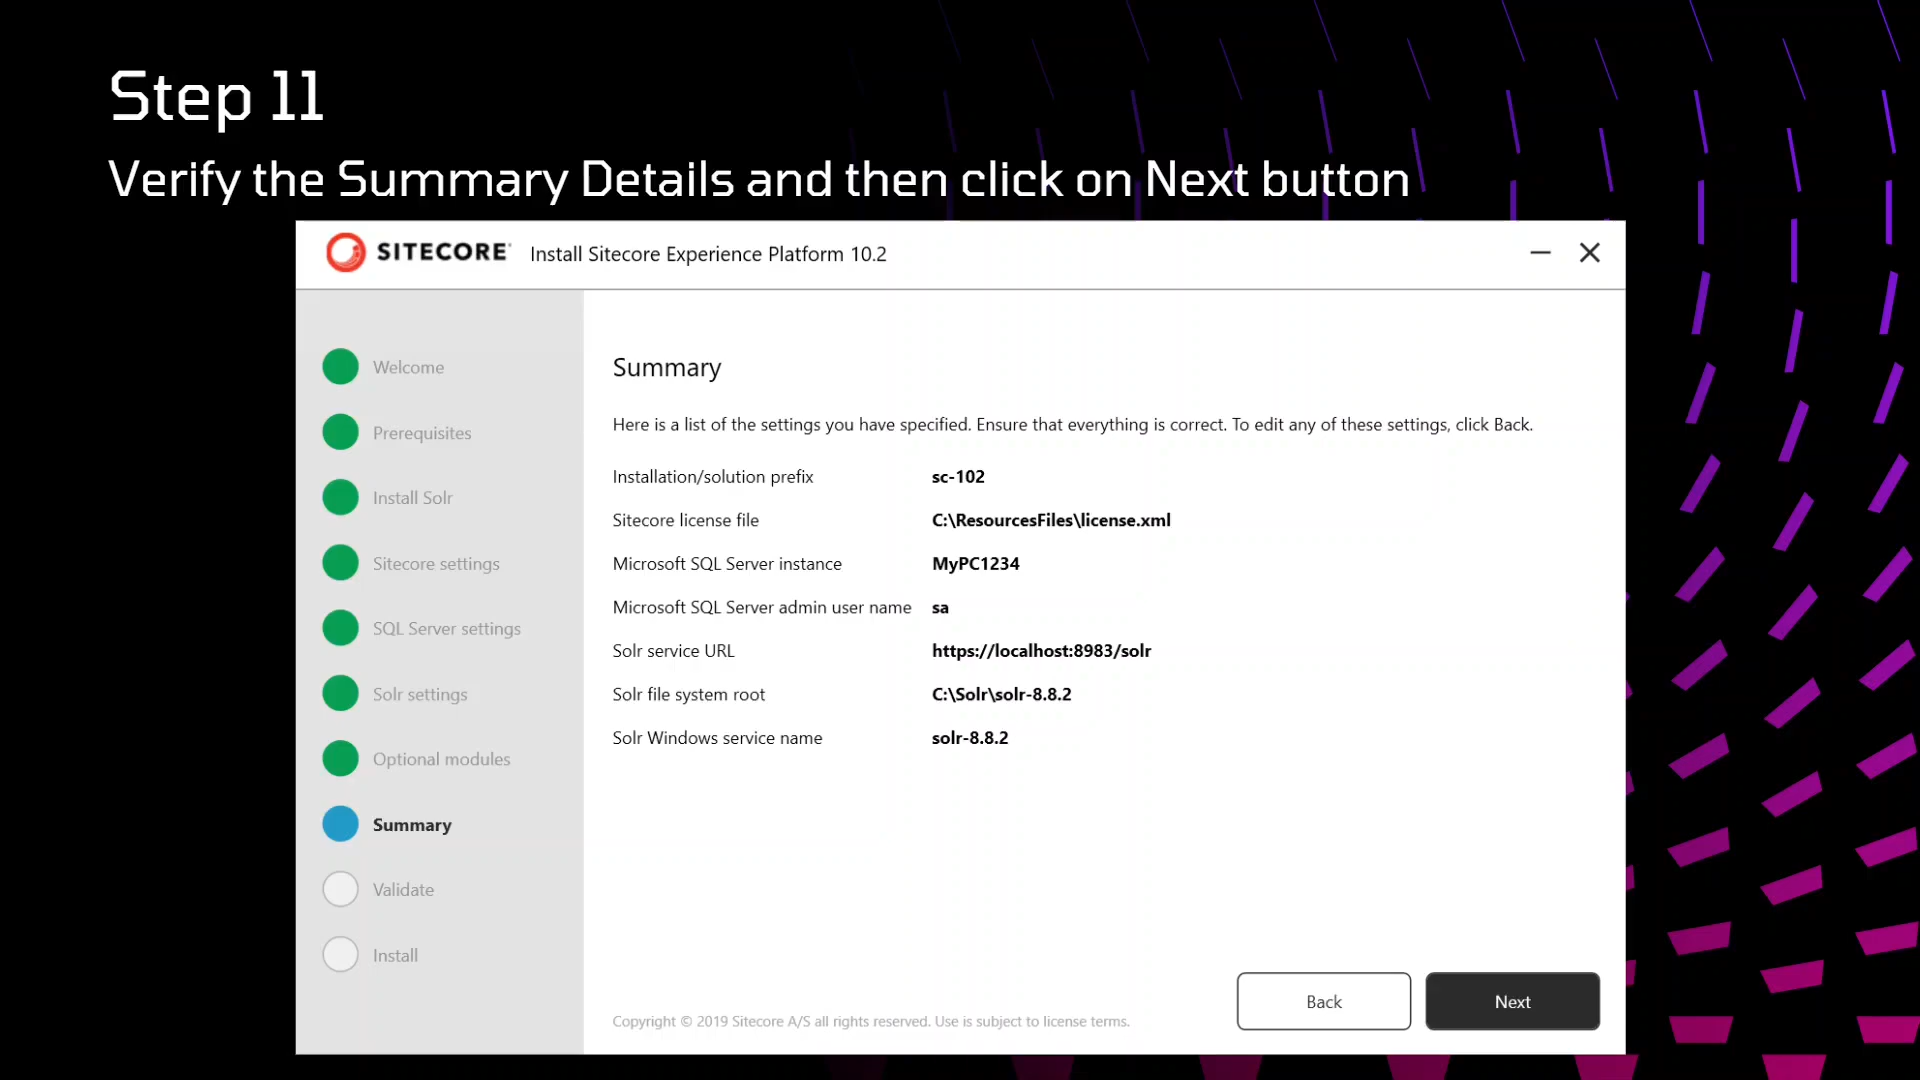 Step 11
Verify the Summary Details and then click on Next button
SITECORE Install Sitecore Experience Platform 10.2
Welcome
Prerequisites
Install Solr
Sitecore settings
SQL Server settings
Solr settings
Optional modules
Summary
Validate
Install
Summary
Here is a list of the settings you have specified. Ensure that everything is correct. To edit any of these settings, click Back.
Installation/solution prefix sc-102
Sitecore license file C:\ResourcesFiles\license.xml
Microsoft SQL Server instance MyPC1234
Microsoft SQL Server admin user name sa
Solr service URL https://localhost:8983/solr
Solr file system root C:\Solr\solr-8.8.2
Solr Windows service name solr-8.8.2
Back Next
Copyright © 2019 Sitecore A/S all rights reserved. Use is subject to license terms.